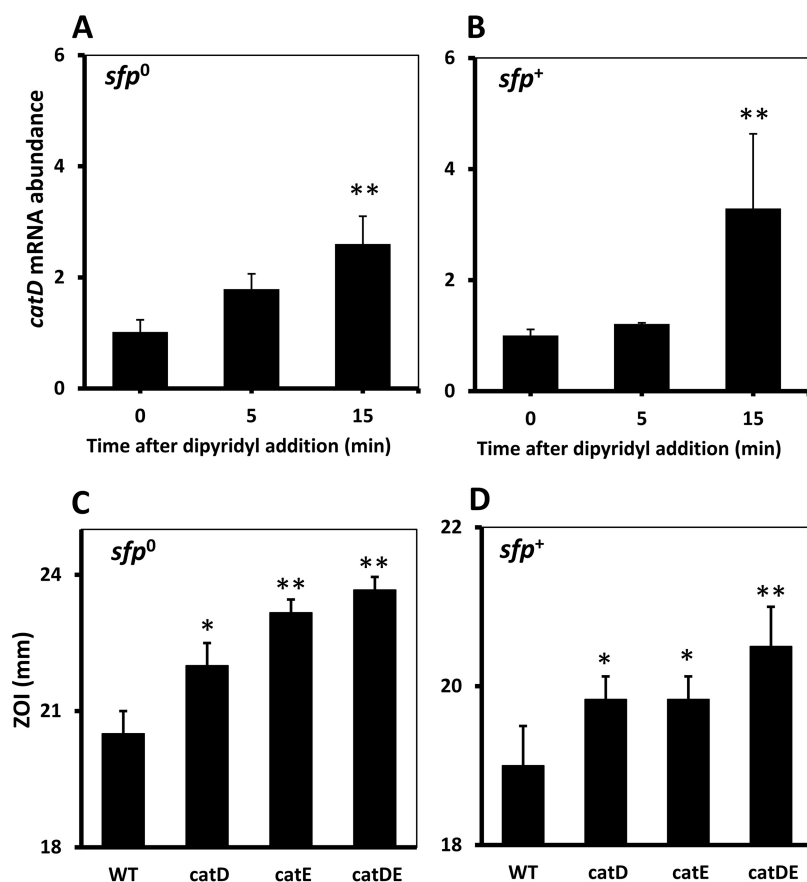 A
sfp⁰
catD mRNA abundance
6
4
2
0
**
0 5 15
Time after dipyridyl addition (min)
B
sfp⁺
6
4
2
0
**
0 5 15
Time after dipyridyl addition (min)
C
sfp⁰
ZOI (mm)
24
21
18
*
**
**
WT catD catE catDE
D
sfp⁺
22
20
18
*
*
**
WT catD catE catDE